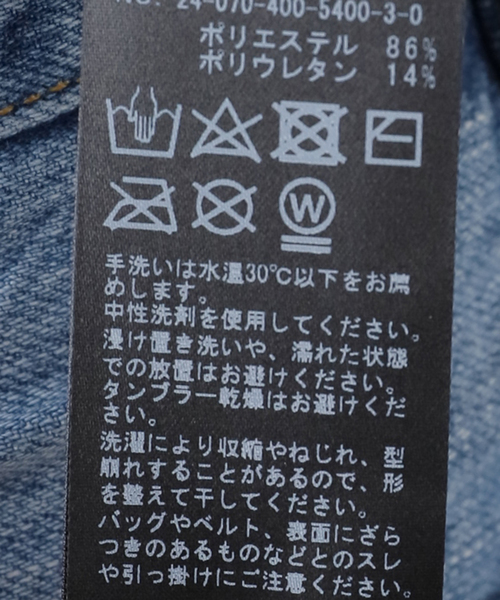 NO. 24-070-400-5400-3-0
ポリエステル 86%
ポリウレタン 14%
W
手洗いは水温30℃以下をお薦
めします。
中性洗剤を使用してください。
浸け置き洗いや、濡れた状態
での放置はお避けください。
タンブラー乾燥はお避けくだ
さい。
洗濯により収縮やねじれ、型
崩れすることがあるので、形
を整えて干してください。
バッグやベルト、表面にざら
つきのあるものなどとのスレ
や引っ掛けにご注意ください。